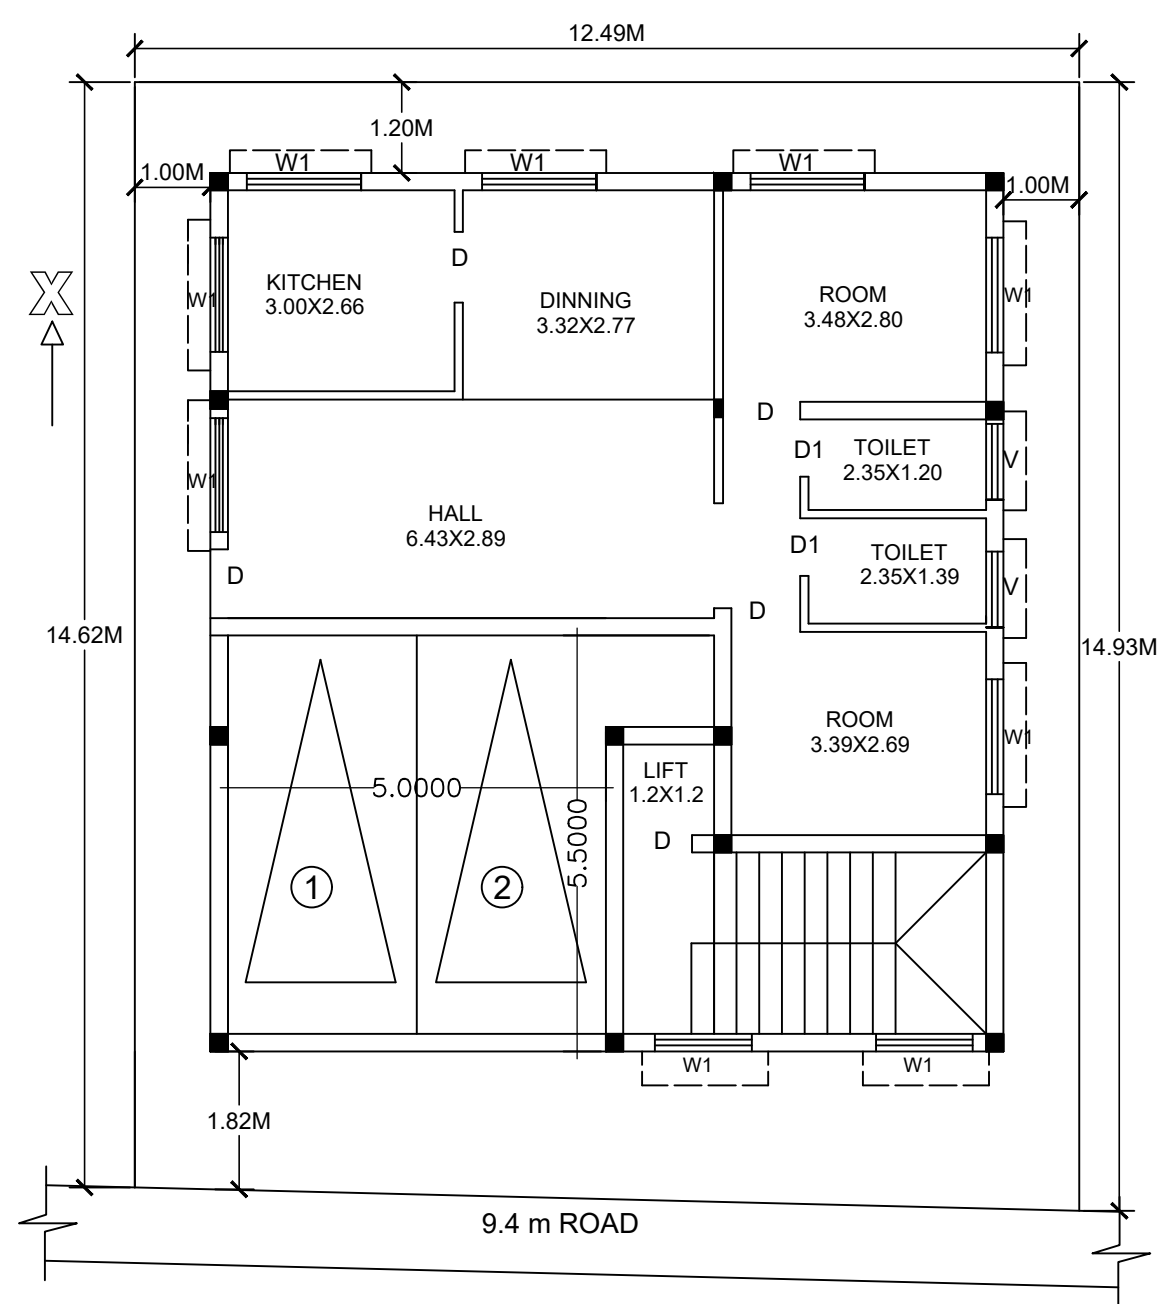 12.49M
1.20M
1.00M
W1
W1
W1
1.00M
X
W1
KITCHEN
3.00X2.66
D
DINNING
3.32X2.77
ROOM
3.48X2.80
W1
D
D1
TOILET
2.35X1.20
V
W1
HALL
6.43X2.89
D1
TOILET
2.35X1.39
V
D
D
14.62M
14.93M
ROOM
3.39X2.69
W1
LIFT
1.2X1.2
5.0000
5.5000
D
1
2
W1
W1
1.82M
9.4 m ROAD